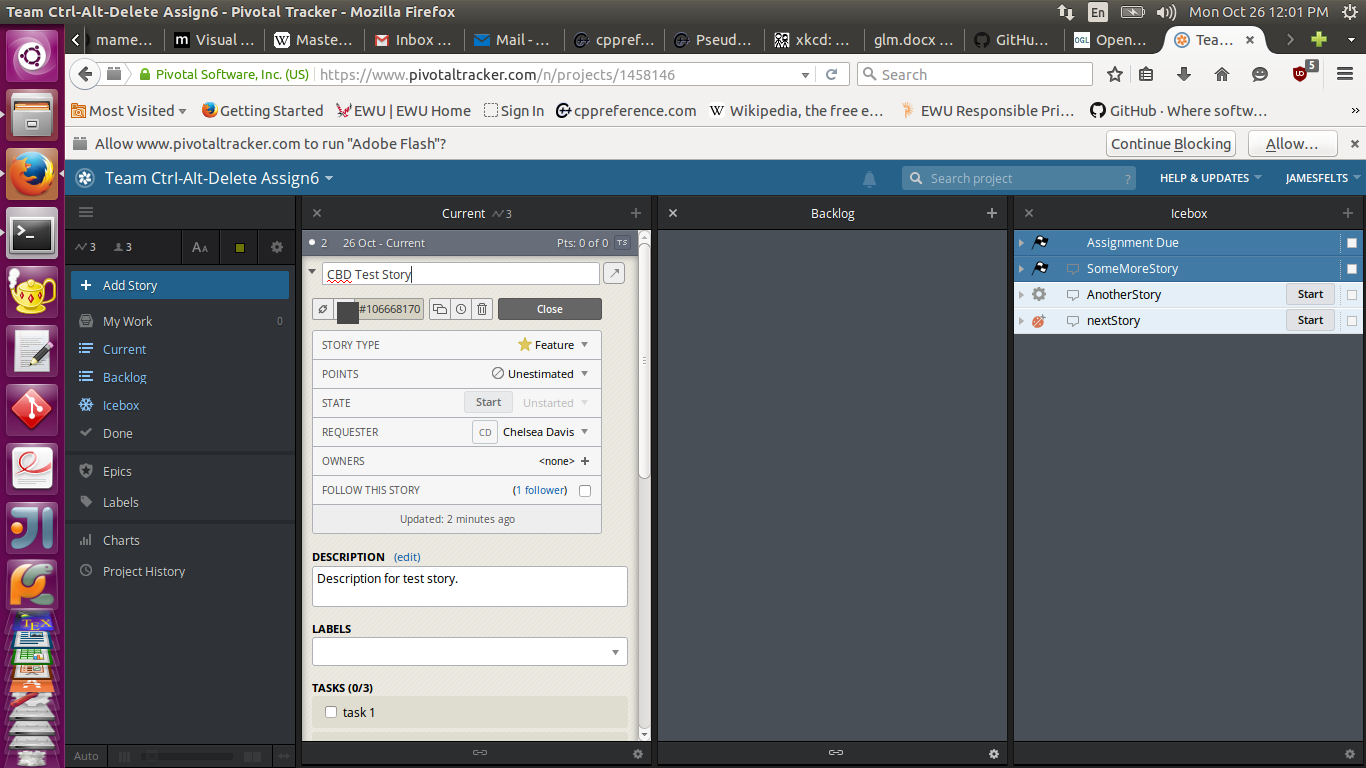 Team Ctrl-Alt-Delete Assign6 - Pivotal Tracker - Mozilla Firefox
En
Mon Oct 26 12:01 PM
mame…
Visual …
Maste…
Inbox …
Mail - …
cppref…
Pseud…
xkcd: …
glm.docx …
GitHu…
Open…
Tea…
Pivotal Software, Inc. (US)
https://www.pivotaltracker.com/n/projects/1458146
Search
5
Most Visited
Getting Started
EWU | EWU Home
Sign In
cppreference.com
Wikipedia, the free e…
EWU Responsible Pri…
GitHub · Where softw…
Allow www.pivotaltracker.com to run "Adobe Flash"?
Continue Blocking
Allow…
Team Ctrl-Alt-Delete Assign6
Search project
?
HELP & UPDATES
JAMESFELTS
3
3
AA
Add Story
My Work
0
Current
Backlog
Icebox
Done
Epics
Labels
Charts
Project History
Auto
Current
3
2
26 Oct - Current
Pts: 0 of 0
TS
CBD Test Story
#106668170
Close
STORY TYPE
Feature
POINTS
Unestimated
STATE
Start
Unstarted
REQUESTER
CD
Chelsea Davis
OWNERS
<none>
FOLLOW THIS STORY
(1 follower)
Updated: 2 minutes ago
DESCRIPTION
(edit)
Description for test story.
LABELS
TASKS (0/3)
task 1
Backlog
Icebox
Assignment Due
SomeMoreStory
AnotherStory
Start
nextStory
Start